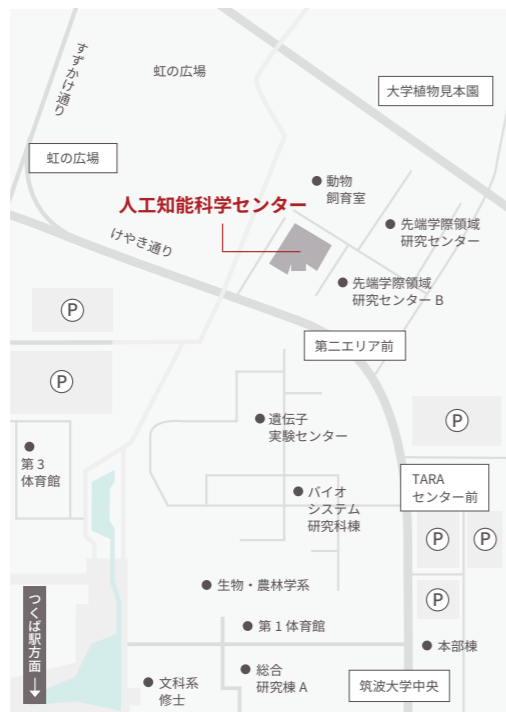 すずかけ通り
虹の広場
大学植物見本園
虹の広場
動物
飼育室
人工知能科学センター
先端学際領域
研究センター
けやき通り
先端学際領域
研究センター B
P
第二エリア前
P
遺伝子
実験センター
P
第 3
体育館
TARA
センター前
バイオ
システム
研究科棟
P
P
生物・農林学系
P
つくば駅方面→
第 1 体育館
本部棟
総合
研究棟 A
文科系
修士
筑波大学中央